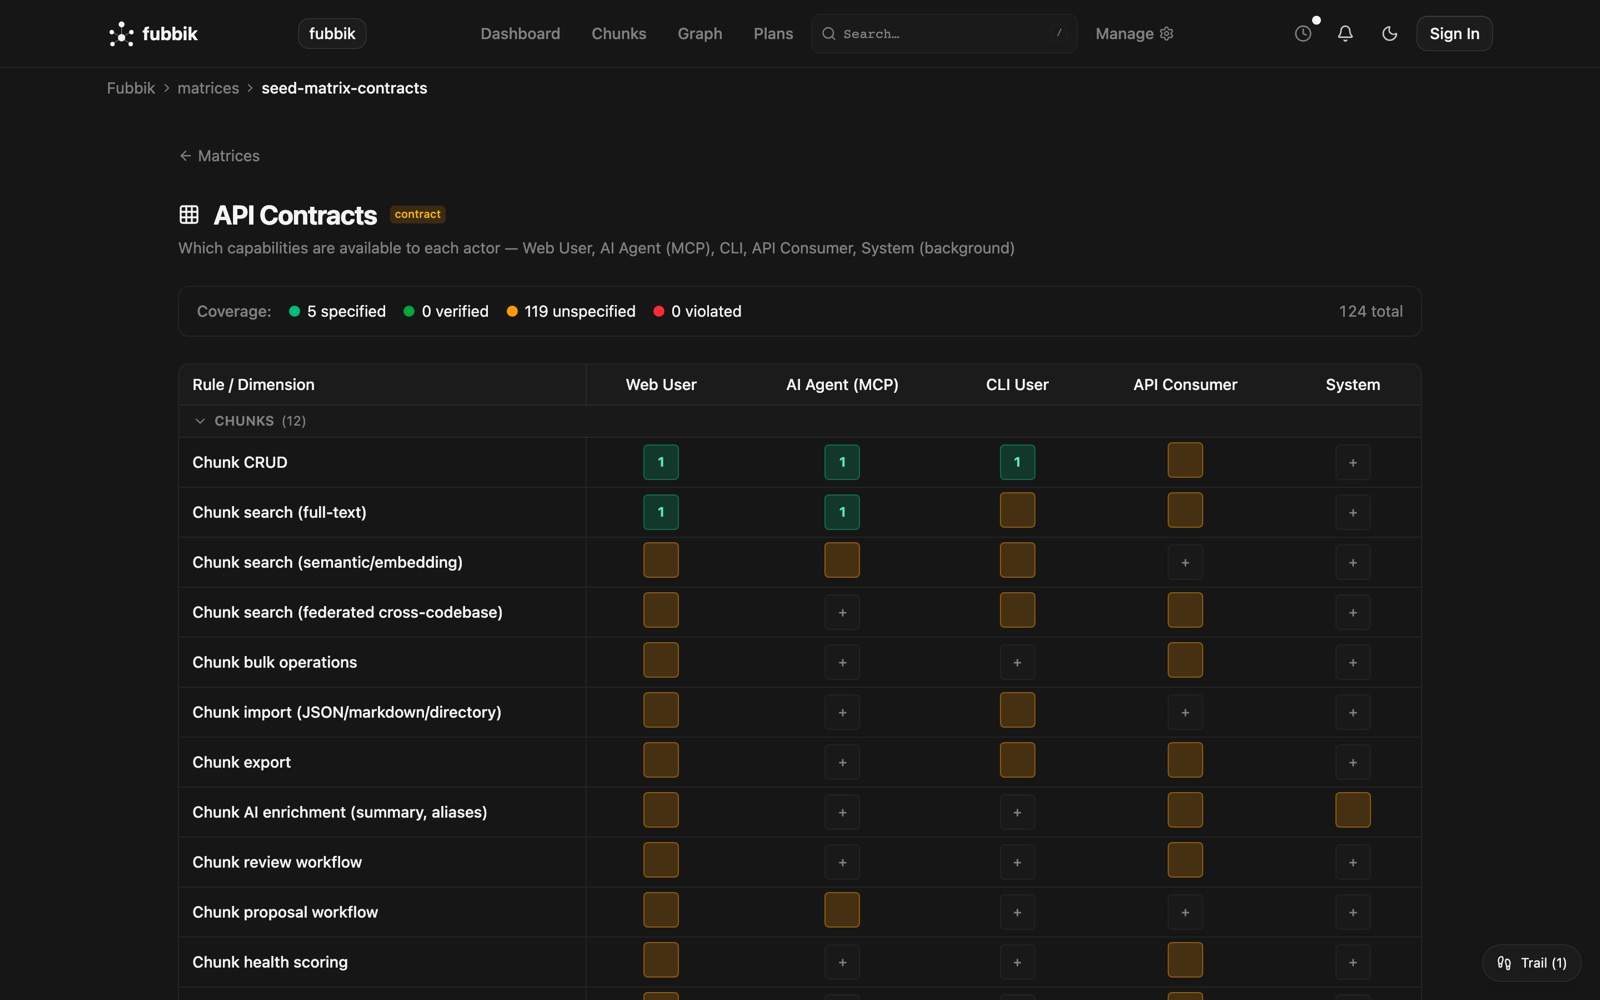 fubbik
fubbik
Dashboard
Chunks
Graph
Plans
Search...
/
Manage
Sign In
Fubbik > matrices > seed-matrix-contracts
← Matrices
API Contracts
contract
Which capabilities are available to each actor — Web User, AI Agent (MCP), CLI, API Consumer, System (background)
Coverage: 5 specified 0 verified 119 unspecified 0 violated 124 total
Rule / Dimension Web User AI Agent (MCP) CLI User API Consumer System
CHUNKS (12)
Chunk CRUD 1 1 1 +
Chunk search (full-text) 1 1 +
Chunk search (semantic/embedding) + +
Chunk search (federated cross-codebase) + +
Chunk bulk operations + + +
Chunk import (JSON/markdown/directory) + + +
Chunk export + +
Chunk AI enrichment (summary, aliases) + +
Chunk review workflow + + +
Chunk proposal workflow + + +
Chunk health scoring + + +
Trail (1)